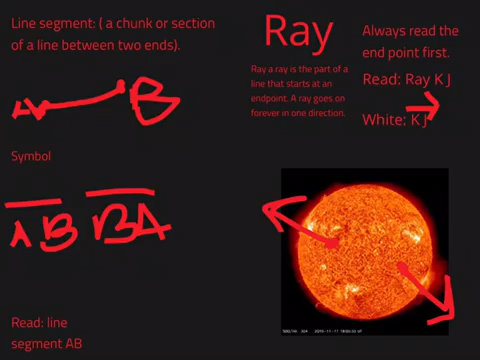 Line segment: ( a chunk or section
of a line between two ends).
A B
Symbol
AB BA
Read: line
segment AB
Ray
Ray a ray is the part of a
line that starts at an
endpoint. A ray goes on
forever in one direction.
Always read the
end point first.
Read: Ray K J
White: K J